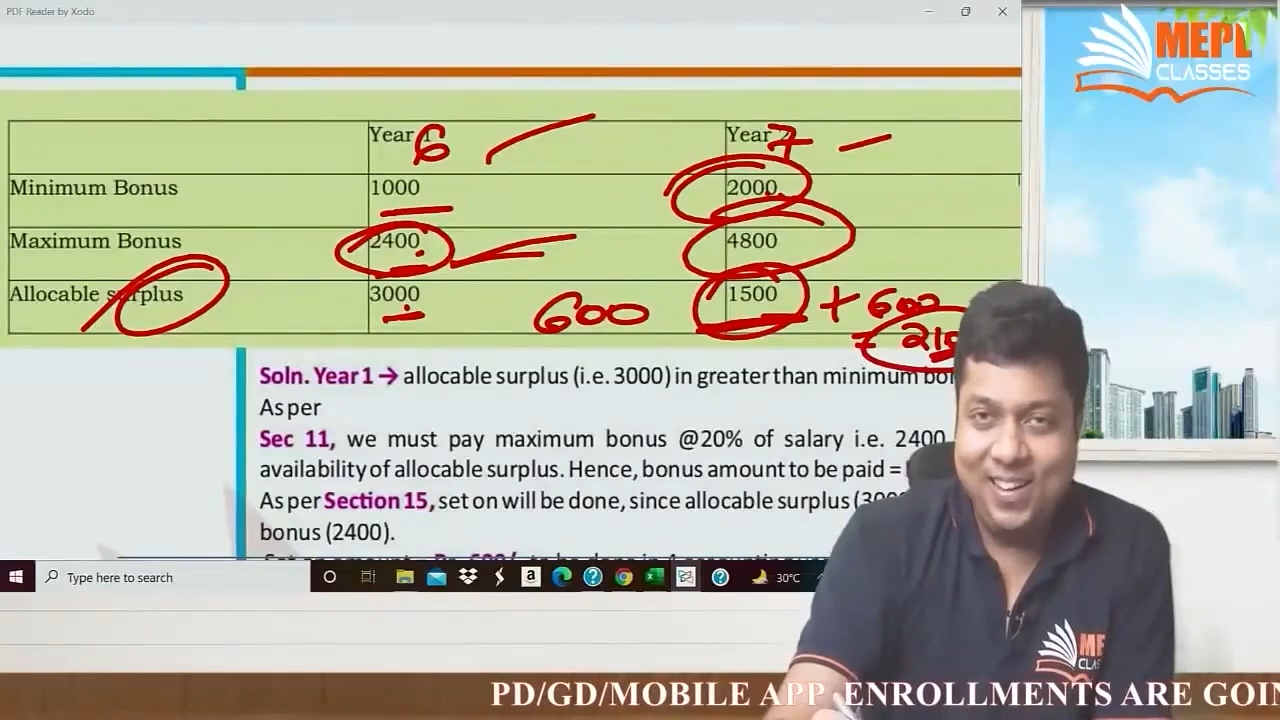 PDF Reader by Xodo
MEPL
CLASSES
Year 1 6 Year 7
Minimum Bonus 1000 2000
Maximum Bonus 2400 4800
Allocable surplus 3000 600 1500 + 600
Soln. Year 1 → allocable surplus (i.e. 3000) in greater than minimum
As per
Sec 11, we must pay maximum bonus @20% of salary i.e. 2400
availability of allocable surplus. Hence, bonus amount to be paid =
As per Section 15, set on will be done, since allocable surplus
bonus (2400).
Type here to search 30°C
PD/GD/MOBILE APP ENROLLMENTS ARE